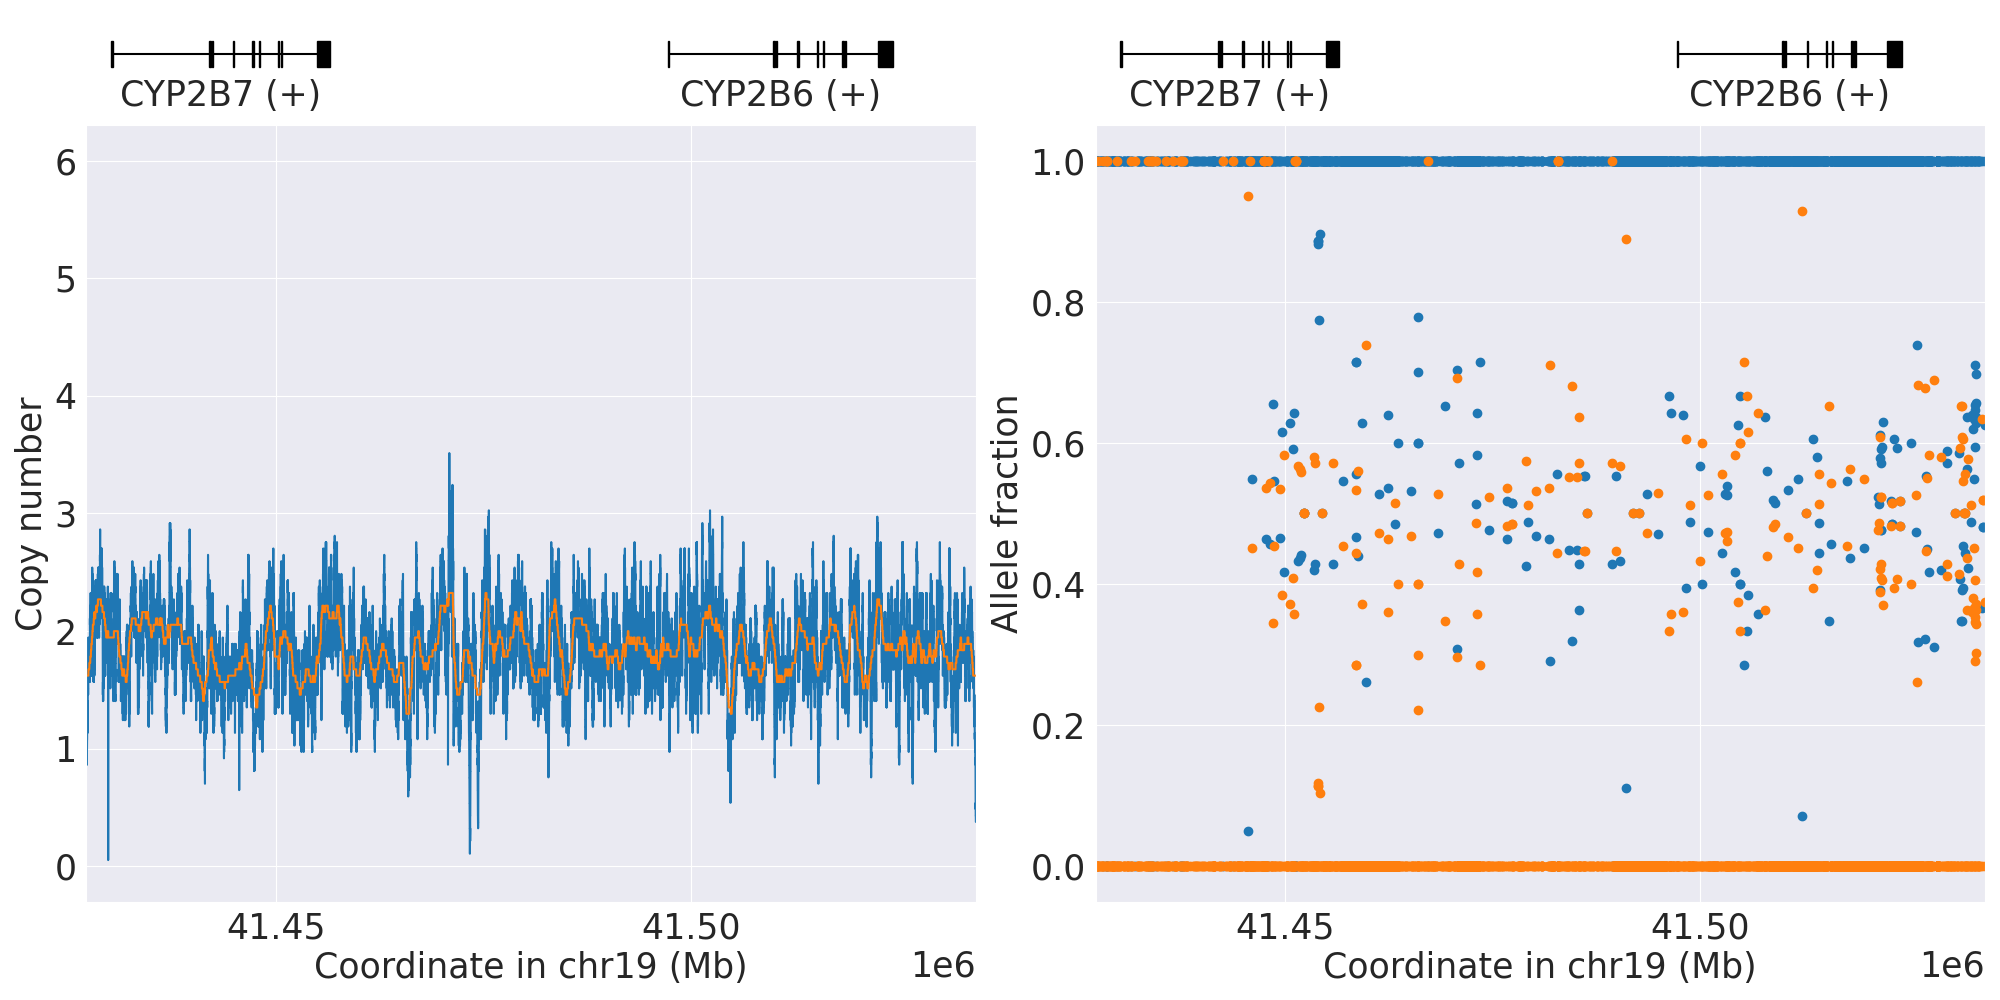 CYP2B7 (+)
CYP2B6 (+)
6
5
4
3
2
1
0
Copy number
41.45
41.50
Coordinate in chr19 (Mb)
1e6
CYP2B7 (+)
CYP2B6 (+)
1.0
0.8
0.6
0.4
0.2
0.0
Allele fraction
41.45
41.50
Coordinate in chr19 (Mb)
1e6